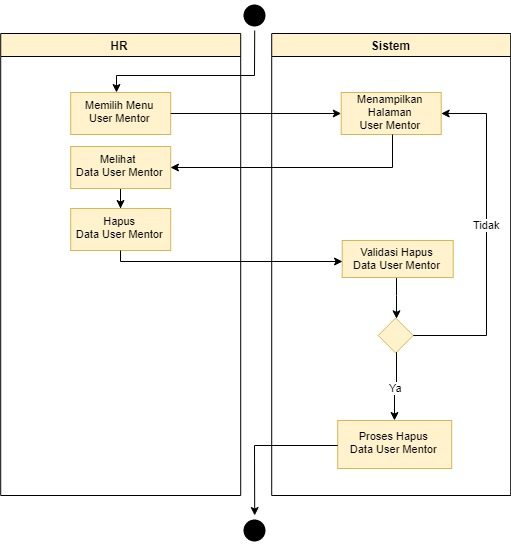 HR
Sistem
Memilih Menu
User Mentor
Menampilkan
Halaman
User Mentor
Melihat
Data User Mentor
Hapus
Data User Mentor
Validasi Hapus
Data User Mentor
Tidak
Ya
Proses Hapus
Data User Mentor